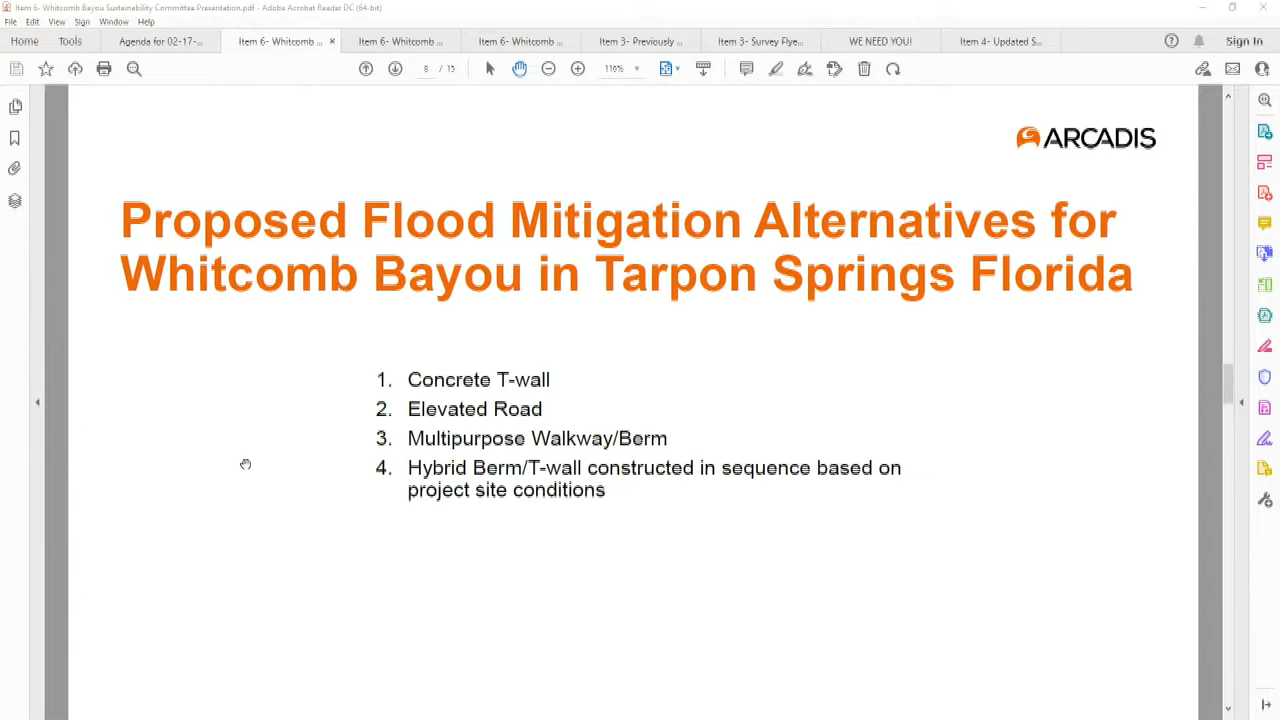 Item 6- Whitcomb Bayou Sustainability Committee Presentation.pdf - Adobe Acrobat Reader DC (64-bit)
File Edit View Sign Window Help
Home Tools Agenda for 02-17-... Item 6- Whitcomb ... × Item 6- Whitcomb ... Item 6- Whitcomb ... Item 3- Previously ... Item 3- Survey Flye... WE NEED YOU! Item 4- Updated S... Sign In
8 / 15 116%
ARCADIS
Proposed Flood Mitigation Alternatives for
Whitcomb Bayou in Tarpon Springs Florida
1. Concrete T-wall
2. Elevated Road
3. Multipurpose Walkway/Berm
4. Hybrid Berm/T-wall constructed in sequence based on
project site conditions